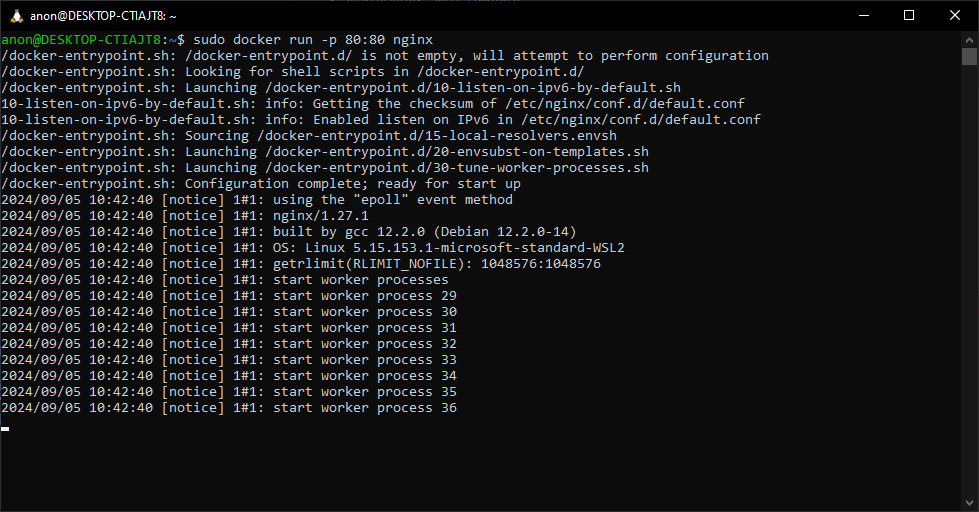 anon@DESKTOP-CTIAJT8: ~
anon@DESKTOP-CTIAJT8:~$ sudo docker run -p 80:80 nginx
/docker-entrypoint.sh: /docker-entrypoint.d/ is not empty, will attempt to perform configuration
/docker-entrypoint.sh: Looking for shell scripts in /docker-entrypoint.d/
/docker-entrypoint.sh: Launching /docker-entrypoint.d/10-listen-on-ipv6-by-default.sh
10-listen-on-ipv6-by-default.sh: info: Getting the checksum of /etc/nginx/conf.d/default.conf
10-listen-on-ipv6-by-default.sh: info: Enabled listen on IPv6 in /etc/nginx/conf.d/default.conf
/docker-entrypoint.sh: Sourcing /docker-entrypoint.d/15-local-resolvers.envsh
/docker-entrypoint.sh: Launching /docker-entrypoint.d/20-envsubst-on-templates.sh
/docker-entrypoint.sh: Launching /docker-entrypoint.d/30-tune-worker-processes.sh
/docker-entrypoint.sh: Configuration complete; ready for start up
2024/09/05 10:42:40 [notice] 1#1: using the "epoll" event method
2024/09/05 10:42:40 [notice] 1#1: nginx/1.27.1
2024/09/05 10:42:40 [notice] 1#1: built by gcc 12.2.0 (Debian 12.2.0-14)
2024/09/05 10:42:40 [notice] 1#1: OS: Linux 5.15.153.1-microsoft-standard-WSL2
2024/09/05 10:42:40 [notice] 1#1: getrlimit(RLIMIT_NOFILE): 1048576:1048576
2024/09/05 10:42:40 [notice] 1#1: start worker processes
2024/09/05 10:42:40 [notice] 1#1: start worker process 29
2024/09/05 10:42:40 [notice] 1#1: start worker process 30
2024/09/05 10:42:40 [notice] 1#1: start worker process 31
2024/09/05 10:42:40 [notice] 1#1: start worker process 32
2024/09/05 10:42:40 [notice] 1#1: start worker process 33
2024/09/05 10:42:40 [notice] 1#1: start worker process 34
2024/09/05 10:42:40 [notice] 1#1: start worker process 35
2024/09/05 10:42:40 [notice] 1#1: start worker process 36